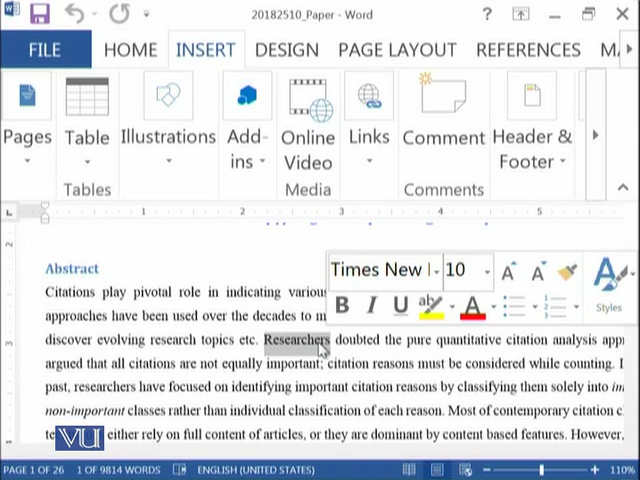 20182510_Paper - Word
FILE HOME INSERT DESIGN PAGE LAYOUT REFERENCES
Pages Table Illustrations Add-ins Online Video Links Comment Header & Footer
Tables Media Comments
1 2 3 4 5
Abstract
Times New 10
Citations play pivotal role in indicating various
B I U ab A Styles
approaches have been used over the decades to
discover evolving research topics etc. Researchers doubted the pure quantitative citation analysis
argued that all citations are not equally important; citation reasons must be considered while counting.
past, researchers have focused on identifying important citation reasons by classifying them solely into
non-important classes rather than individual classification of each reason. Most of contemporary citation
VU either rely on full content of articles, or they are dominant by content based features. However,
PAGE 1 OF 26 1 OF 9814 WORDS ENGLISH (UNITED STATES) 110%